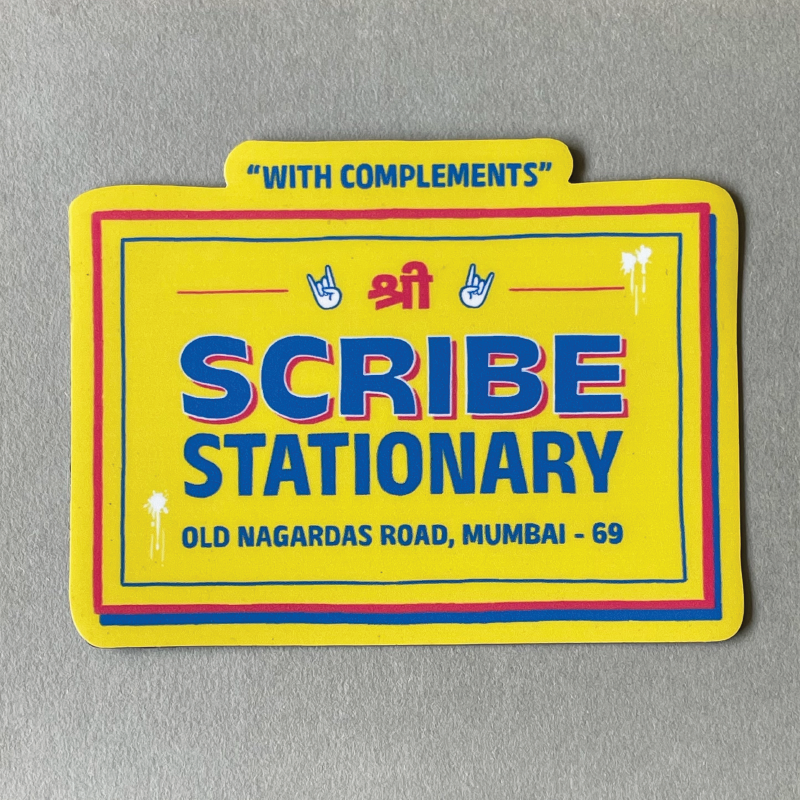 “WITH COMPLEMENTS”
श्री
SCRIBE
STATIONARY
OLD NAGARDAS ROAD, MUMBAI - 69